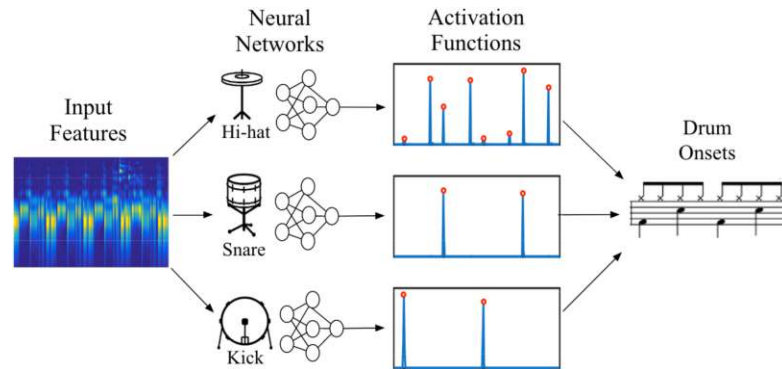 Neural
Networks
Activation
Functions
Input
Features
Hi-hat
Snare
Kick
Drum
Onsets